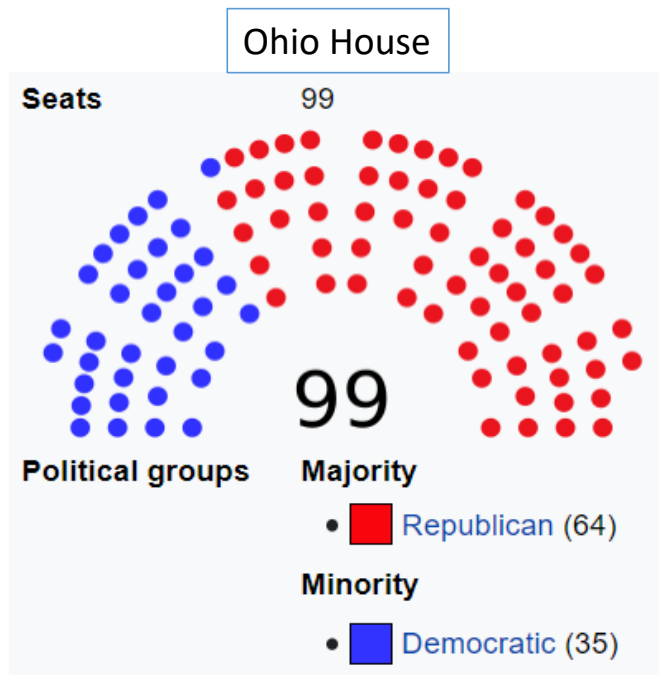 Ohio House
Seats 99
99
Political groups Majority
• Republican (64)
Minority
• Democratic (35)